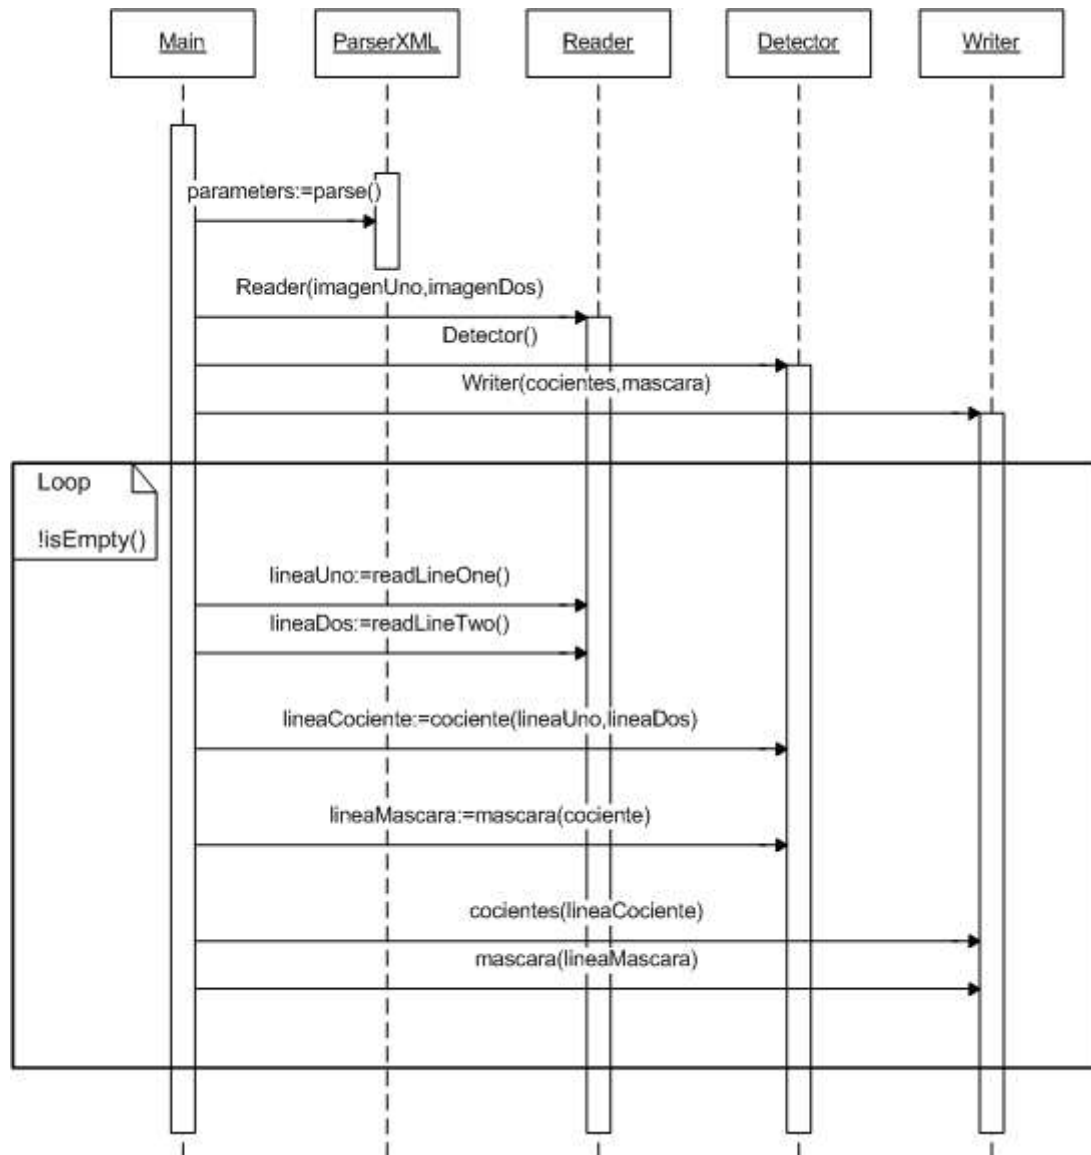 Main
ParserXML
Reader
Detector
Writer
parameters:=parse()
Reader(imagenUno,imagenDos)
Detector()
Writer(cocientes,mascara)
Loop
!isEmpty()
lineaUno:=readLineOne()
lineaDos:=readLineTwo()
lineaCociente:=cociente(lineaUno,lineaDos)
lineaMascara:=mascara(cociente)
cocientes(lineaCociente)
mascara(lineaMascara)